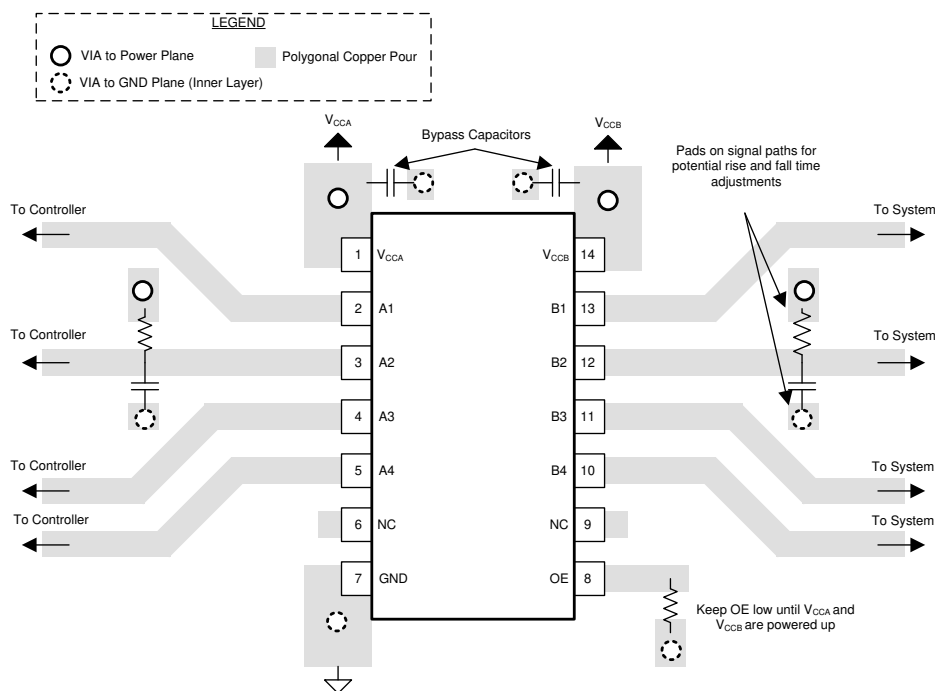 LEGEND
VIA to Power Plane
Polygonal Copper Pour
VIA to GND Plane (Inner Layer)
VCCA
Bypass Capacitors
VCCB
Pads on signal paths for
potential rise and fall time
adjustments
To Controller
To System
1 VCCA
VCCB 14
2 A1
B1 13
To Controller
To System
3 A2
B2 12
4 A3
B3 11
To Controller
To System
5 A4
B4 10
To Controller
To System
6 NC
NC 9
7 GND
OE 8
Keep OE low until VCCA and
VCCB are powered up